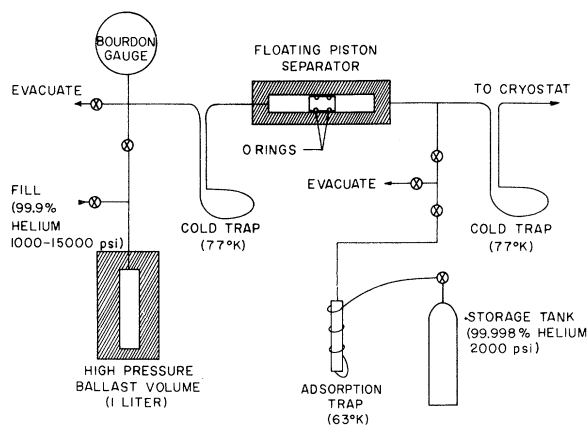 BOURDON
GAUGE
FLOATING PISTON
SEPARATOR
EVACUATE
TO CRYOSTAT
O RINGS
EVACUATE
FILL
(99.9%
HELIUM
1000-15000 psi)
COLD TRAP
(77°K)
COLD TRAP
(77°K)
STORAGE TANK
(99.998% HELIUM
2000 psi)
HIGH PRESSURE
BALLAST VOLUME
(1 LITER)
ADSORPTION
TRAP
(63°K)